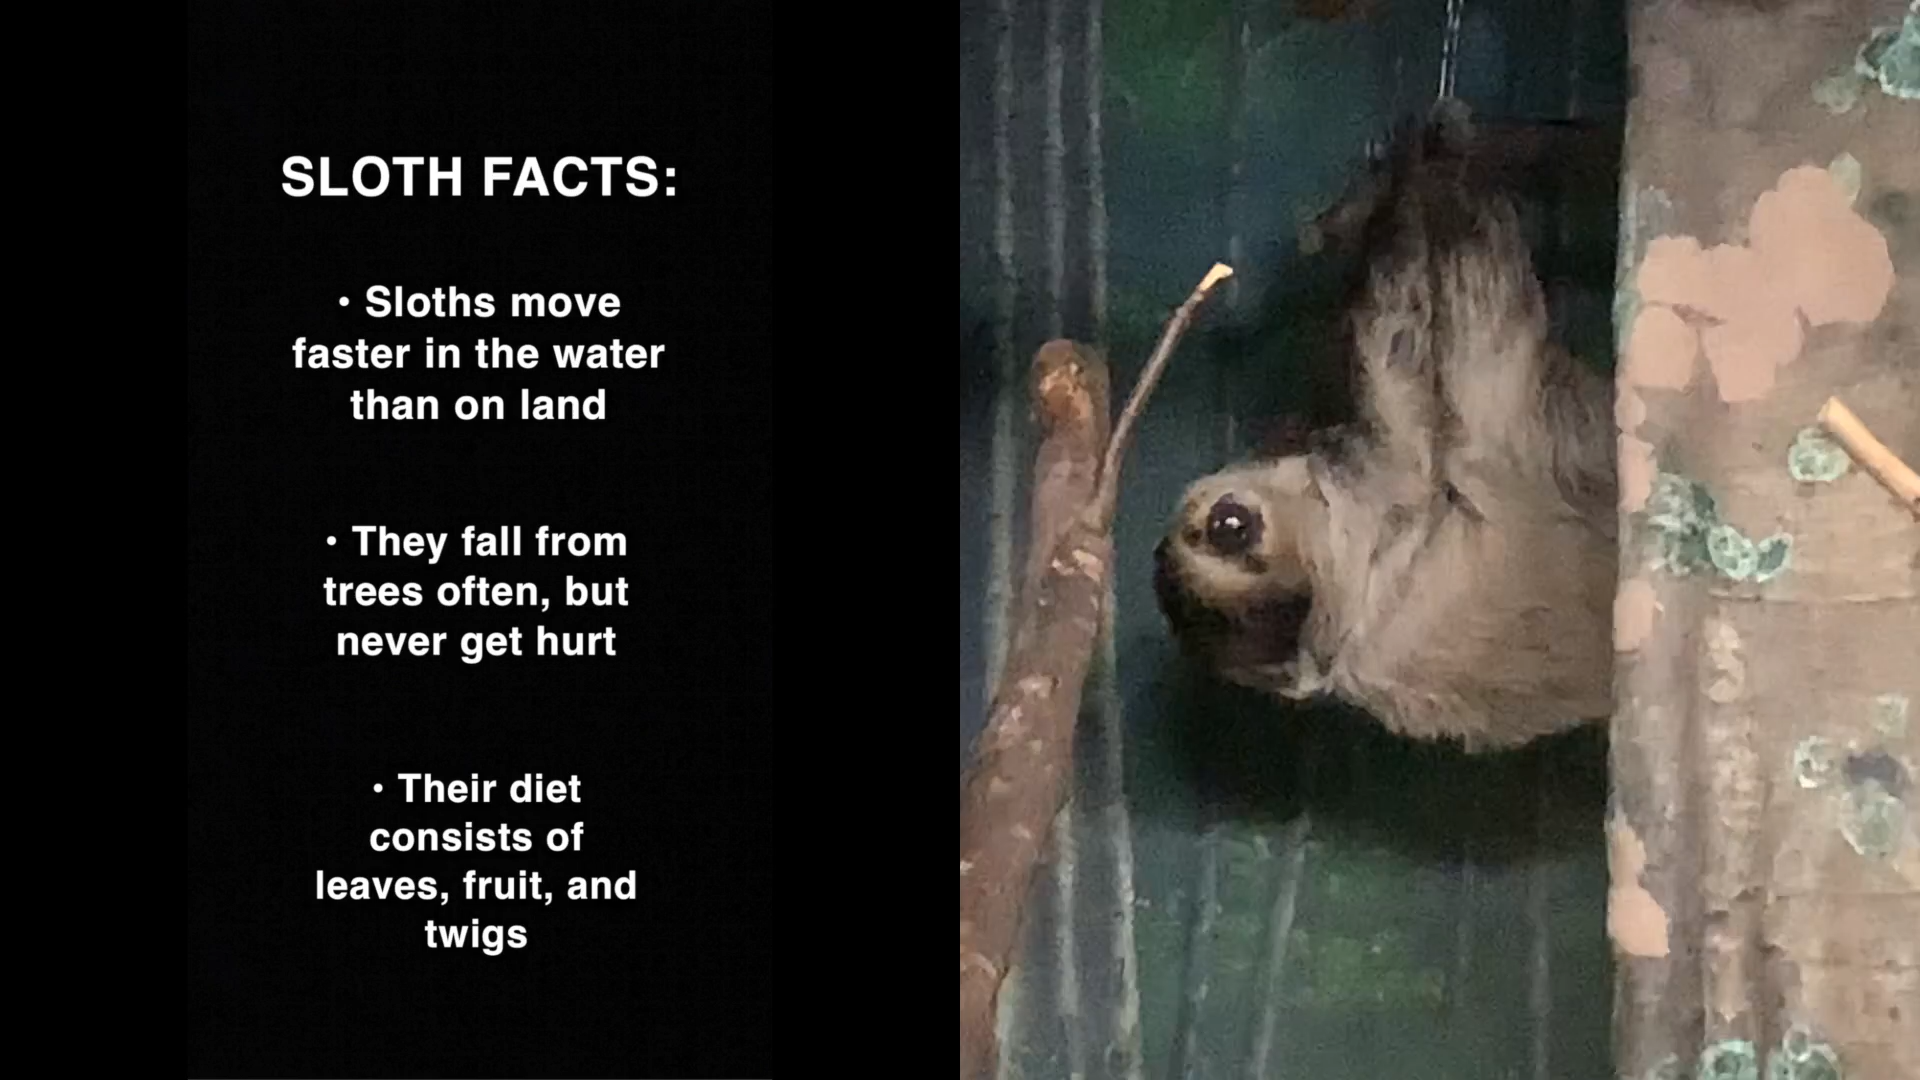 SLOTH FACTS:
• Sloths move
faster in the water
than on land
• They fall from
trees often, but
never get hurt
• Their diet
consists of
leaves, fruit, and
twigs